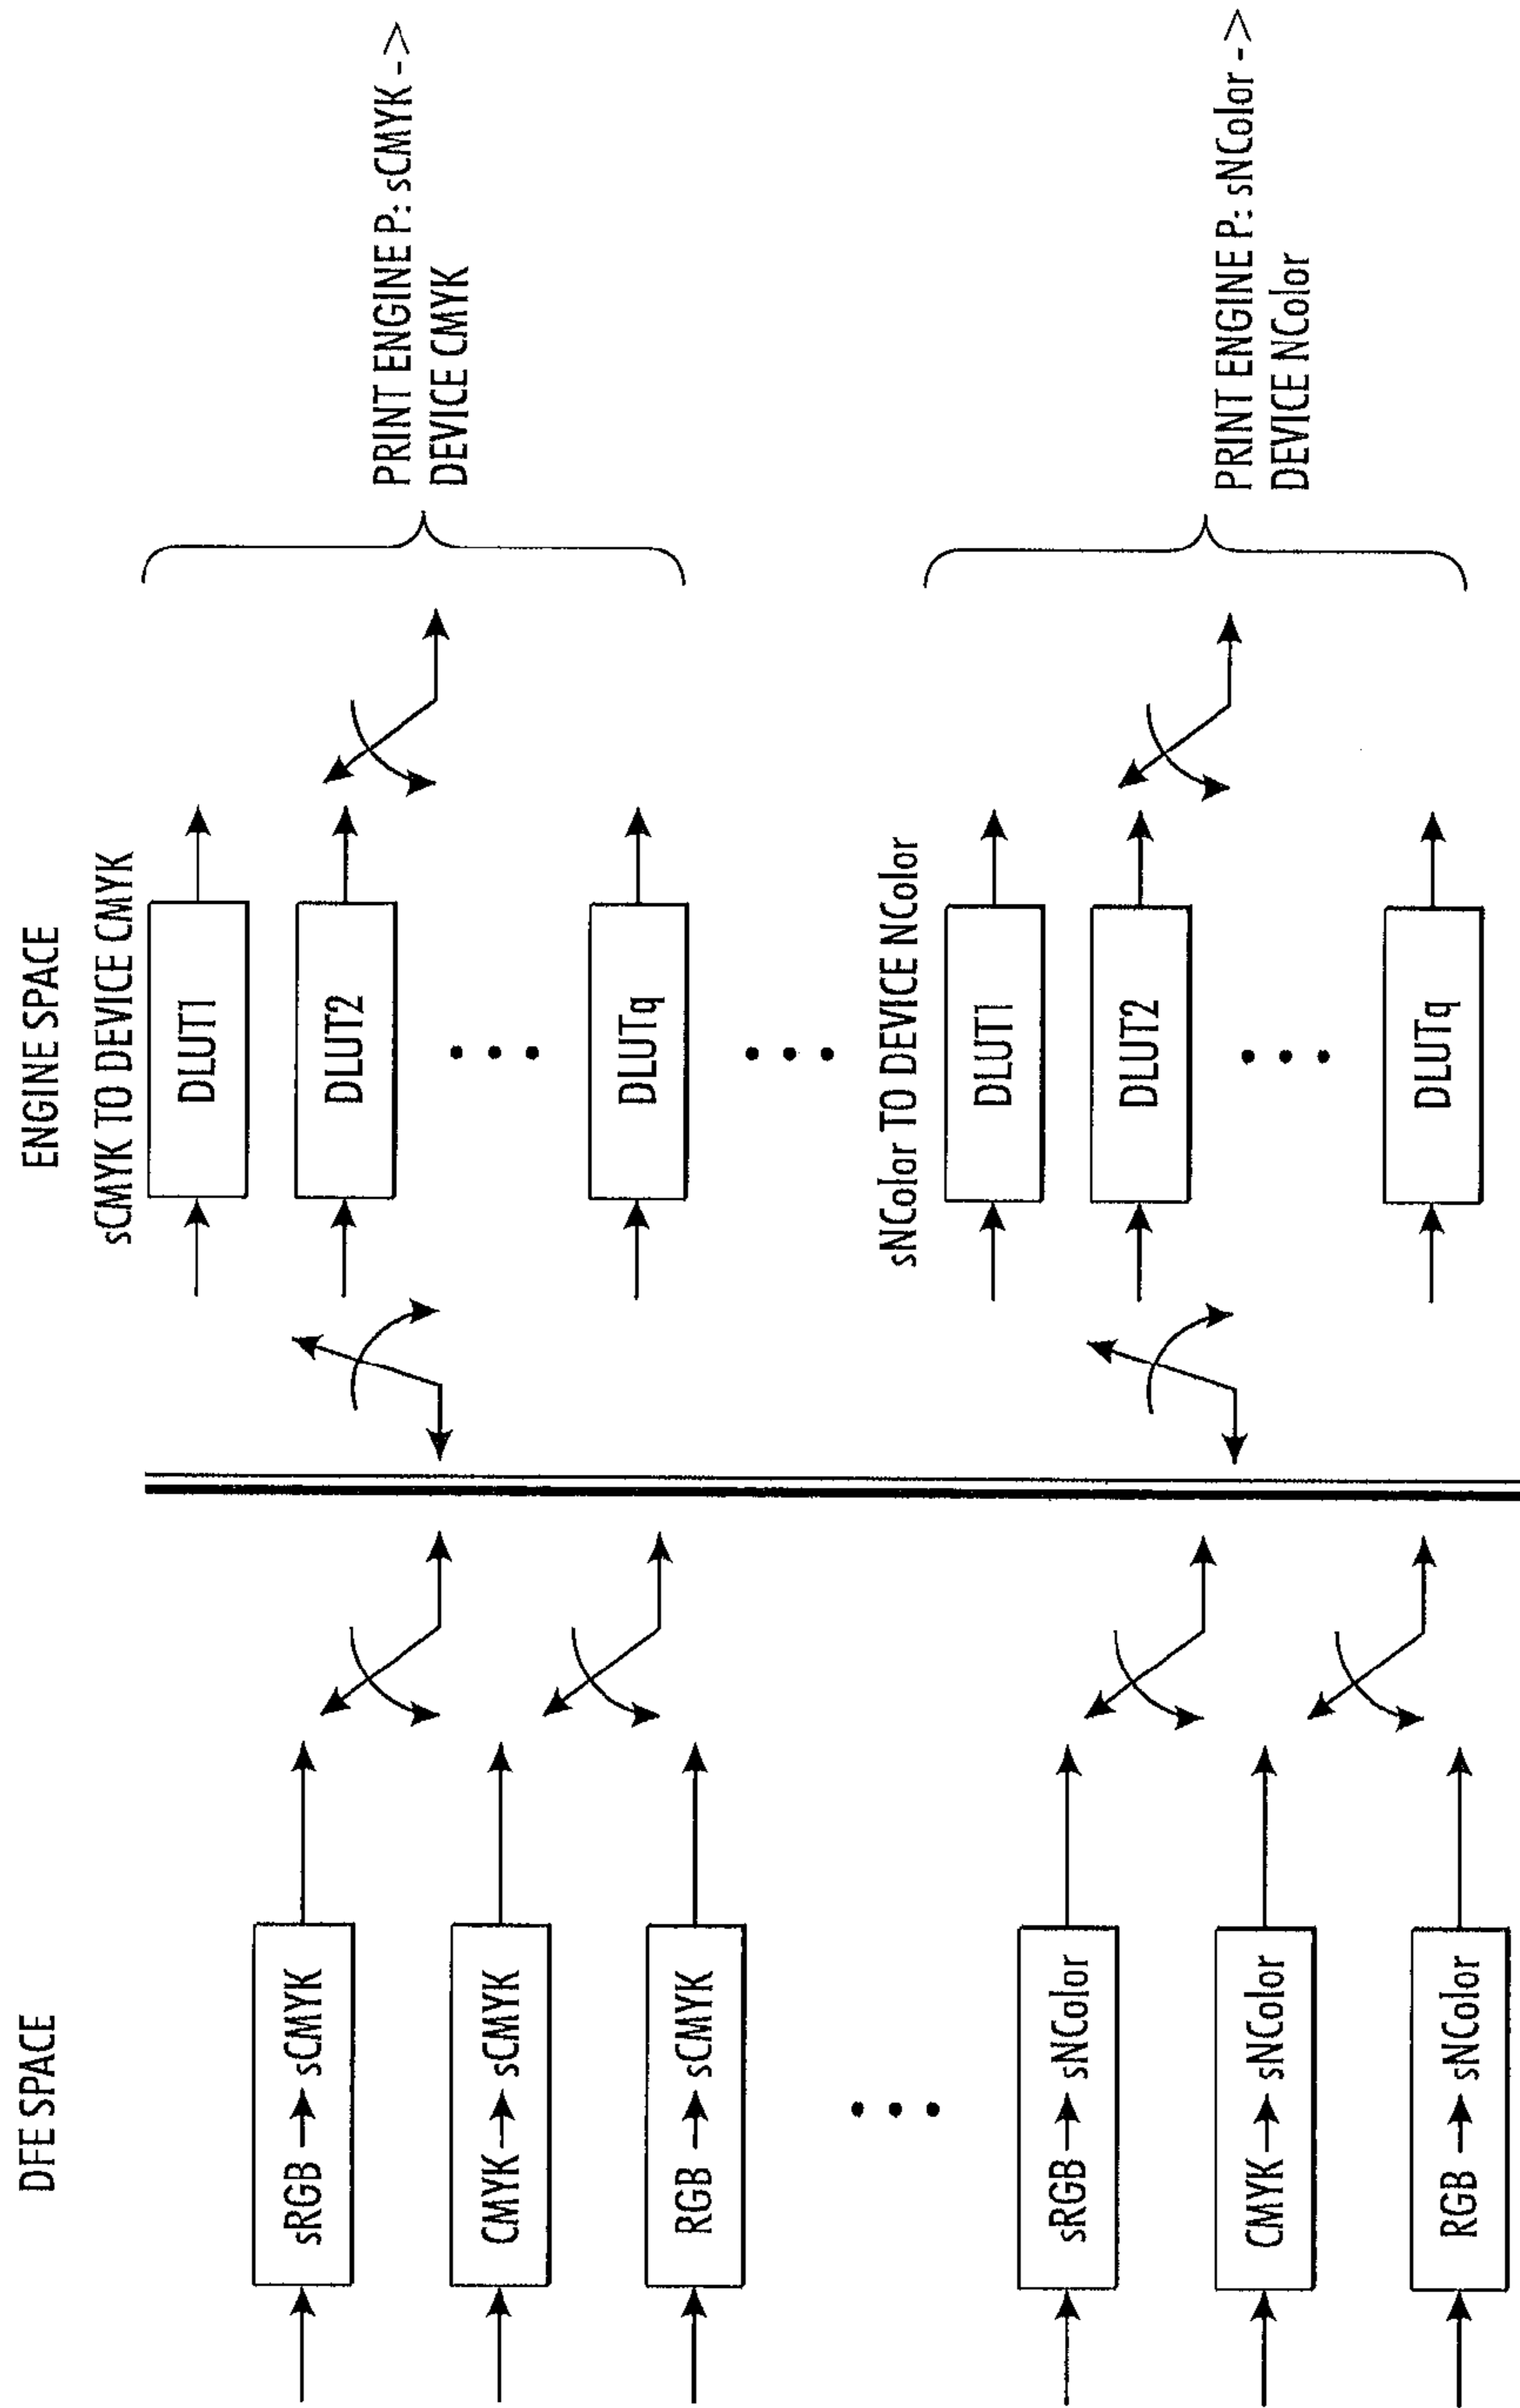 DFE SPACE
sRGB → sCMYK
CMYK → sCMYK
RGB → sCMYK
• • •
sRGB → sNColor
CMYK → sNColor
RGB → sNColor
ENGINE SPACE
sCMYK TO DEVICE CMYK
DLUT1
DLUT2
• • •
DLUTq
• • •
sNColor TO DEVICE NColor
DLUT1
DLUT2
• • •
DLUTq
PRINT ENGINE P: sCMYK ->
DEVICE CMYK
PRINT ENGINE P: sNColor ->
DEVICE NColor